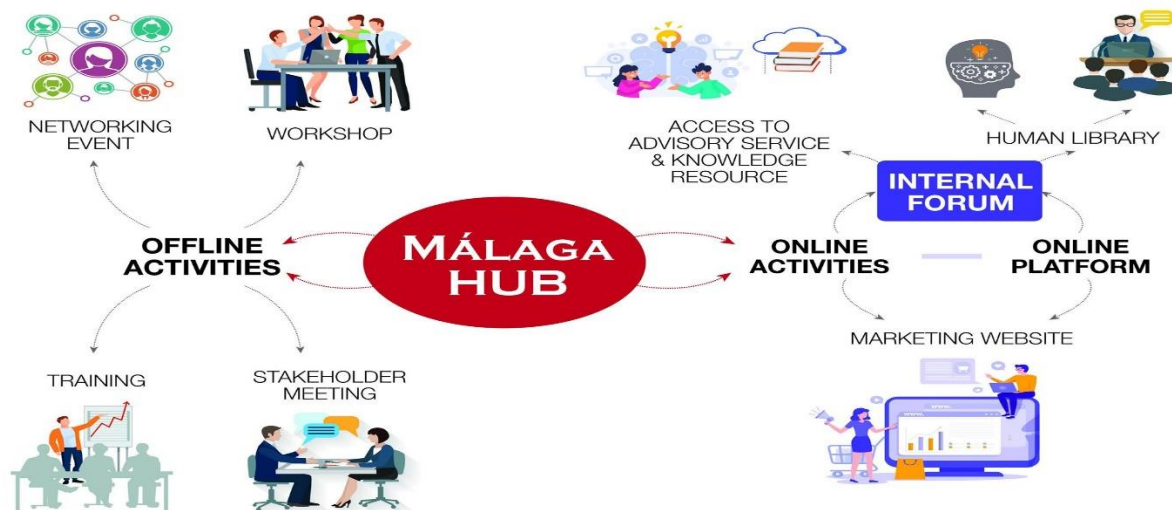 NETWORKING
EVENT
WORKSHOP
ACCESS TO
ADVISORY SERVICE
& KNOWLEDGE
RESOURCE
HUMAN LIBRARY
INTERNAL
FORUM
OFFLINE
ACTIVITIES
MÁLAGA
HUB
ONLINE
ACTIVITIES
ONLINE
PLATFORM
TRAINING
STAKEHOLDER
MEETING
MARKETING WEBSITE